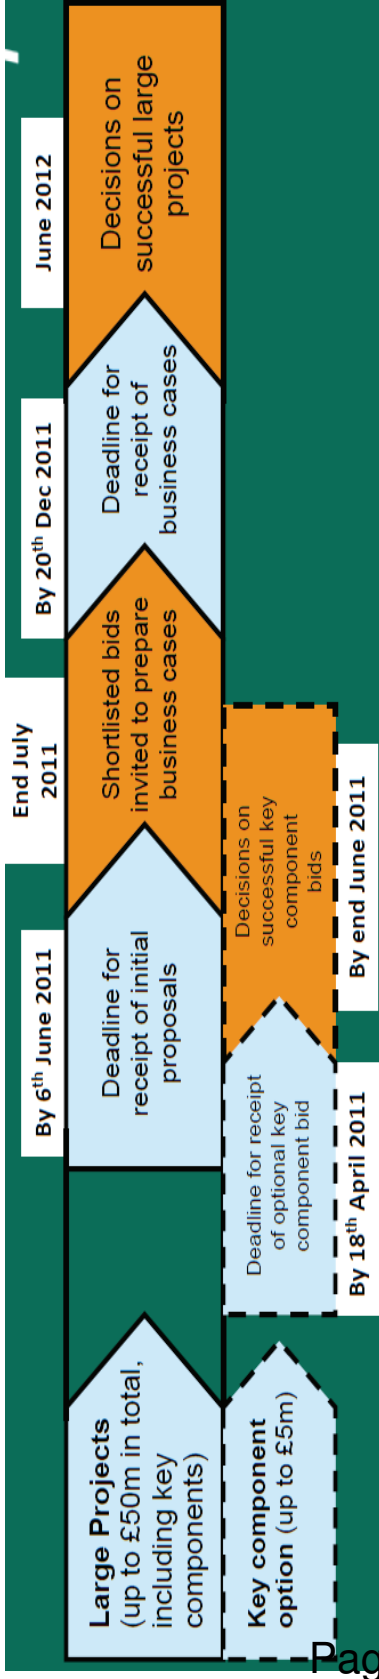 Large Projects
(up to £50m in total,
including key
components)
By 6th June 2011
Deadline for
receipt of initial
proposals
End July
2011
Shortlisted bids
invited to prepare
business cases
By 20th Dec 2011
Deadline for
receipt of
business cases
June 2012
Decisions on
successful large
projects
Key component
option (up to £5m)
Deadline for receipt
of optional key
component bid
By 18th April 2011
Decisions on
successful key
component
bids
By end June 2011
Pag